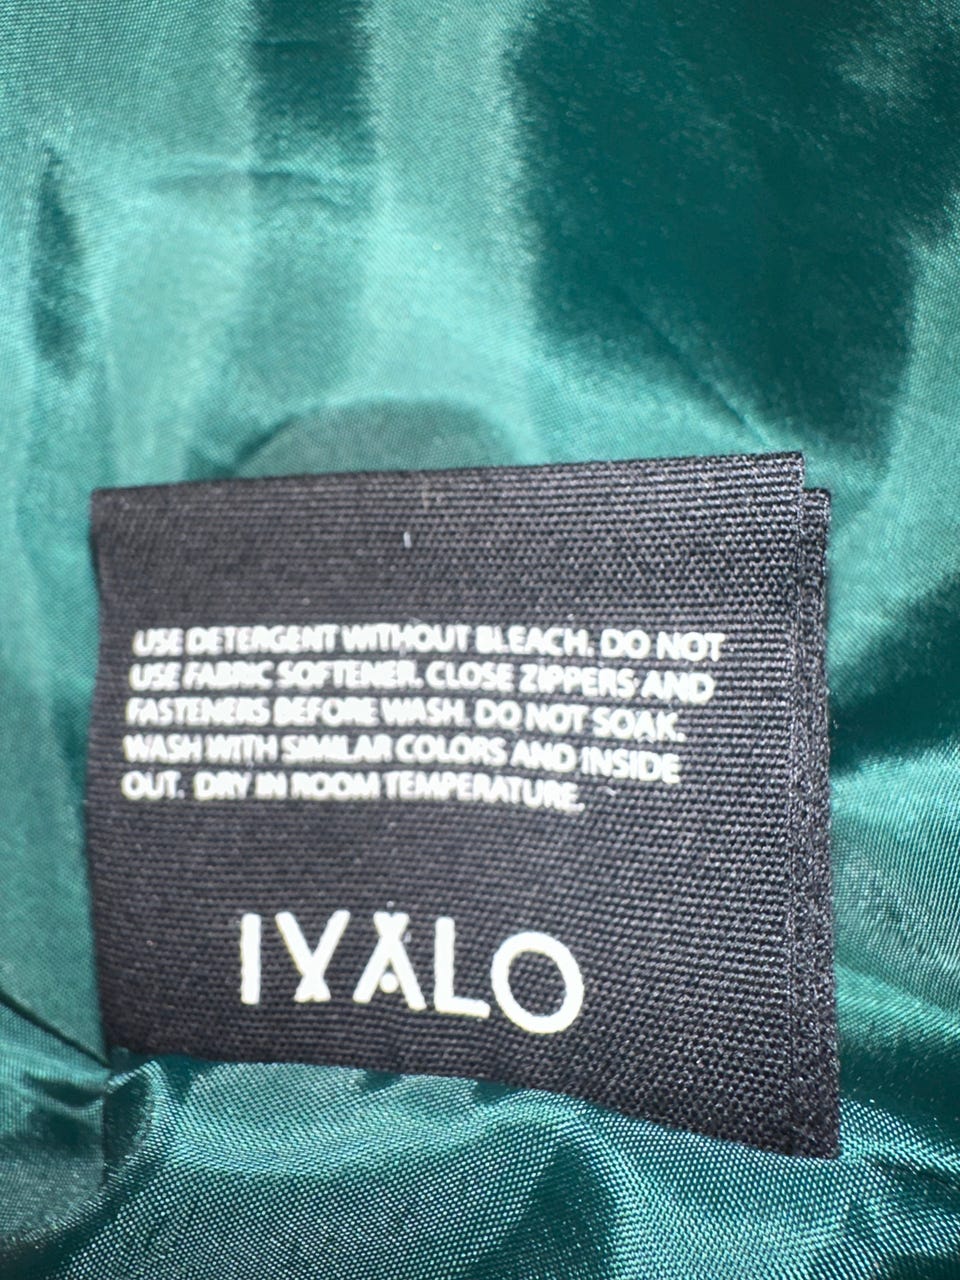 USE DETERGENT WITHOUT BLEACH. DO NOT
USE FABRIC SOFTENER. CLOSE ZIPPERS AND
FASTENERS BEFORE WASH. DO NOT SOAK.
WASH WITH SIMILAR COLORS AND INSIDE
OUT. DRY IN ROOM TEMPERATURE.
IYALO